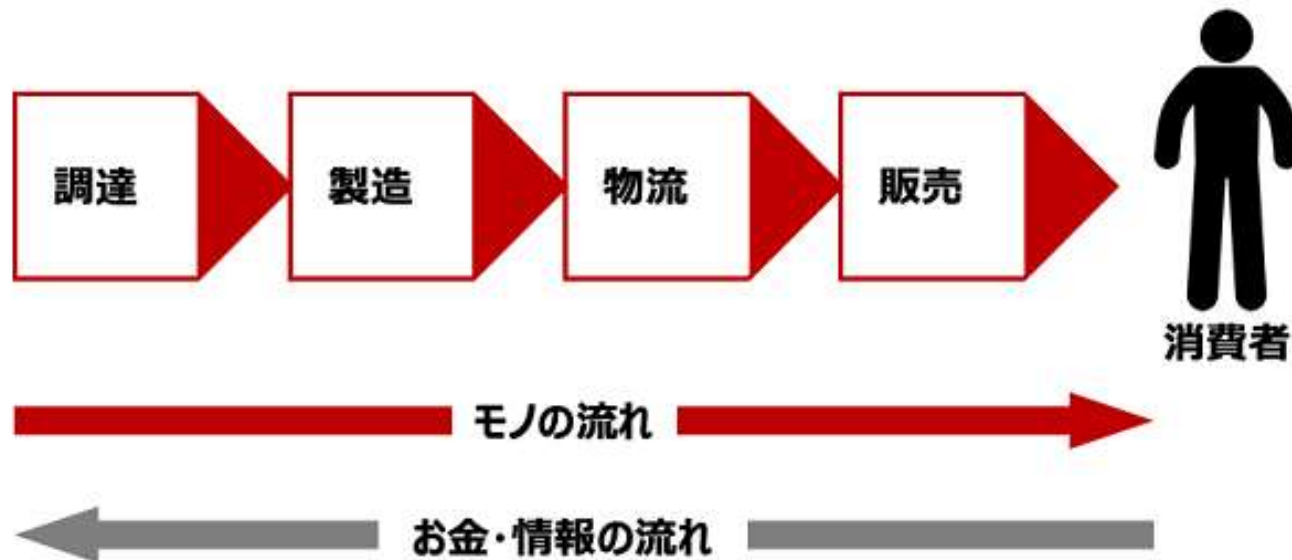 調達
製造
物流
販売
消費者
モノの流れ
お金・情報の流れ